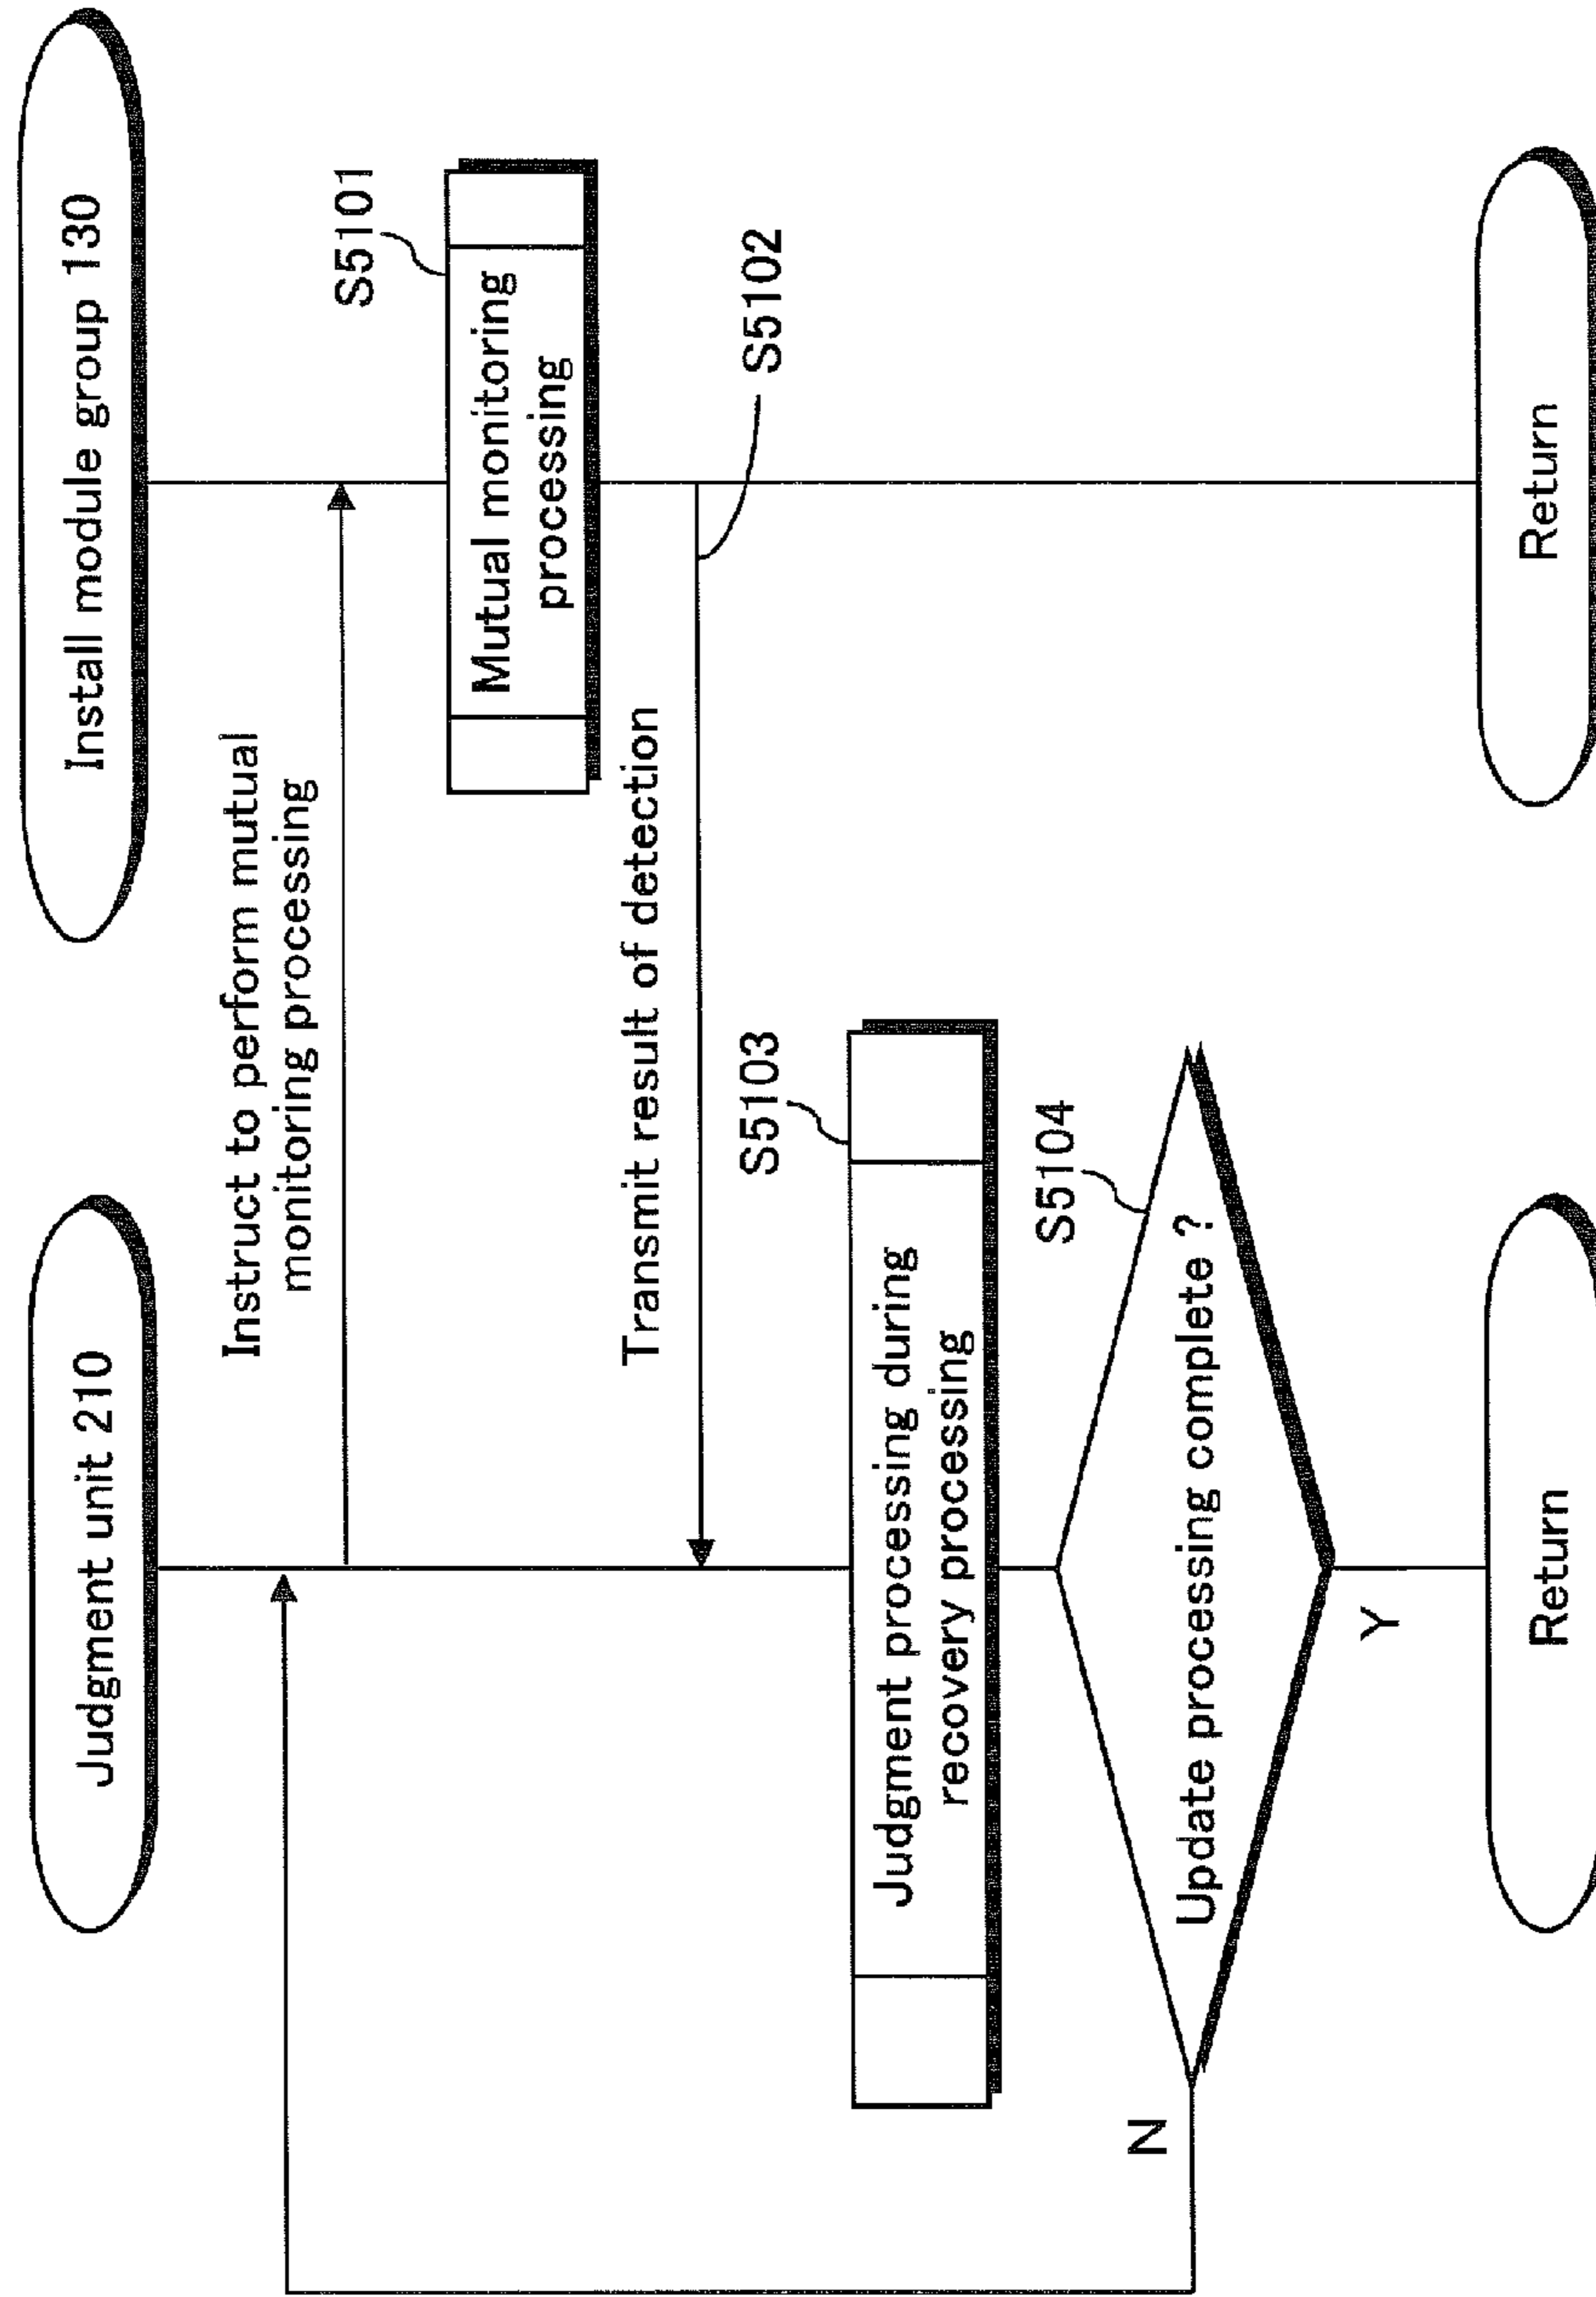 Judgment unit 210
Install module group 130
Instruct to perform mutual
monitoring processing
S5101
Mutual monitoring
processing
Transmit result of detection
S5102
S5103
Judgment processing during
recovery processing
S5104
Update processing complete ?
N
Y
Return
Return